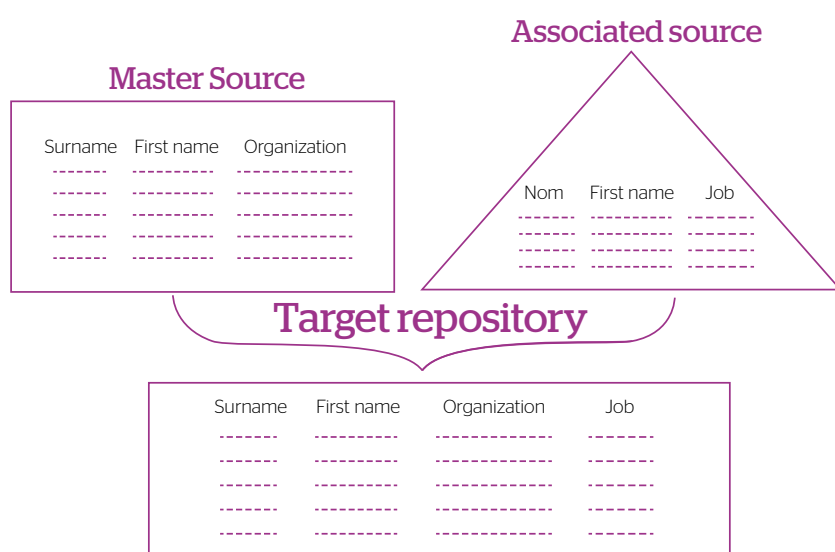 Associated source
Master Source
Surname First name Organization
Nom First name Job
Target repository
Surname First name Organization Job